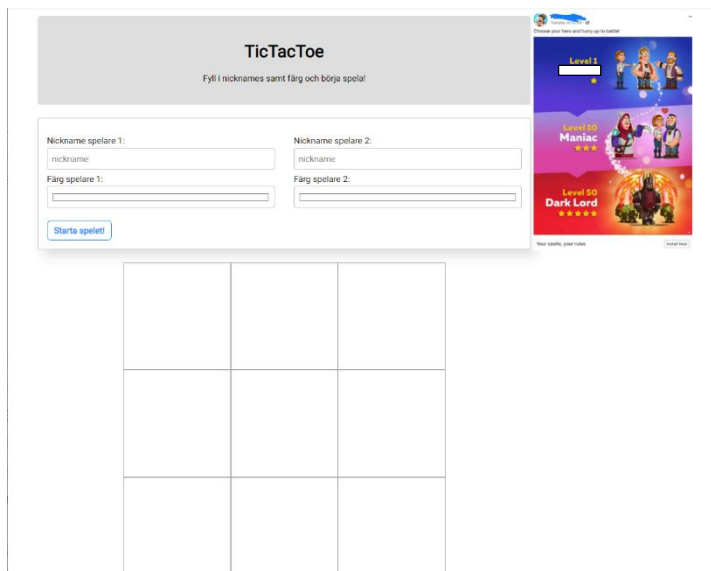 TicTacToe
Fyll i nicknames samt färg och börja spela!
Nickname spelare 1:
nickname
Nickname spelare 2:
nickname
Färg spelare 1:
Färg spelare 2:
Starta spelet!
Choose your hero and hurry up to battle!
Level 1
Level 10
Maniac
Level 50
Dark Lord
Your castle, your rules
Install Now